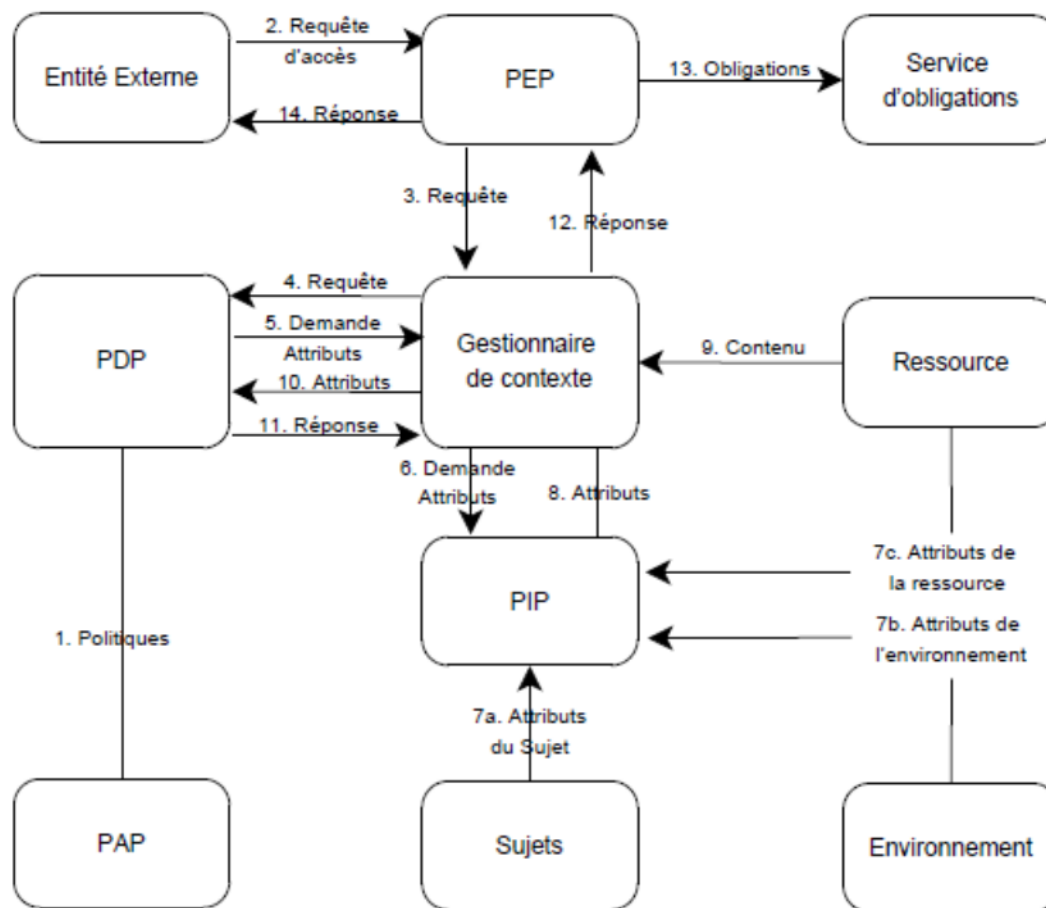 2. Requête
d'accès
Entité Externe
PEP
13. Obligations
Service
d'obligations
14. Réponse
3. Requête
12. Réponse
4. Requête
5. Demande
Attributs
PDP
10. Attributs
11. Réponse
Gestionnaire
de contexte
9. Contenu
Ressource
6. Demande
Attributs
8. Attributs
7c. Attributs de
la ressource
PIP
7b. Attributs de
l'environnement
1. Politiques
7a. Attributs
du Sujet
PAP
Sujets
Environnement